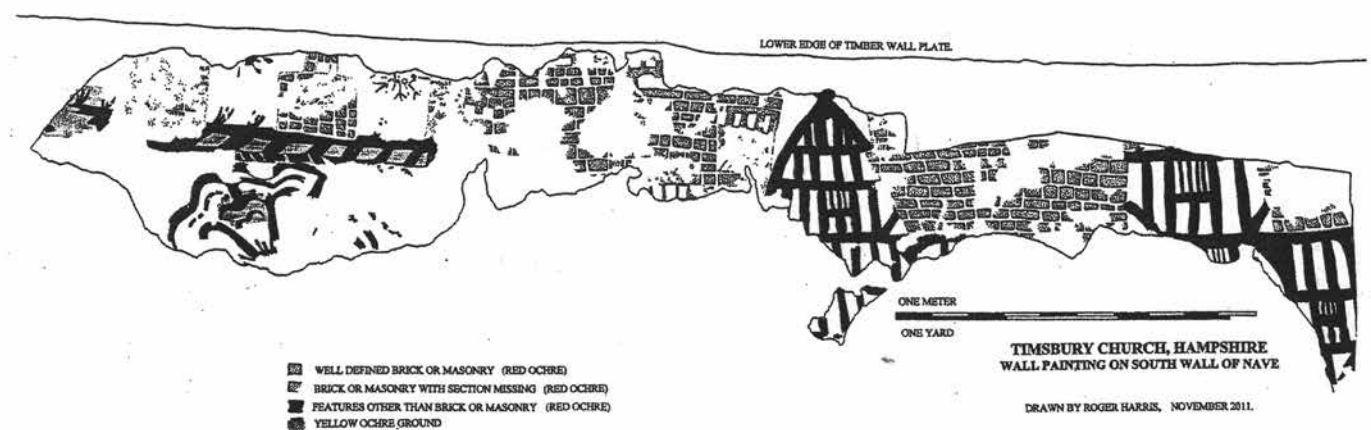 LOWER EDGE OF TIMBER WALL PLATE.
ONE METER
ONE YARD
TIMSBURY CHURCH, HAMPSHIRE
WALL PAINTING ON SOUTH WALL OF NAVE
DRAWN BY ROGER HARRIS, NOVEMBER 2011.
WELL DEFINED BRICK OR MASONRY (RED OCHRE)
BRICK OR MASONRY WITH SECTION MISSING (RED OCHRE)
FEATURES OTHER THAN BRICK OR MASONRY (RED OCHRE)
YELLOW OCHRE GROUND